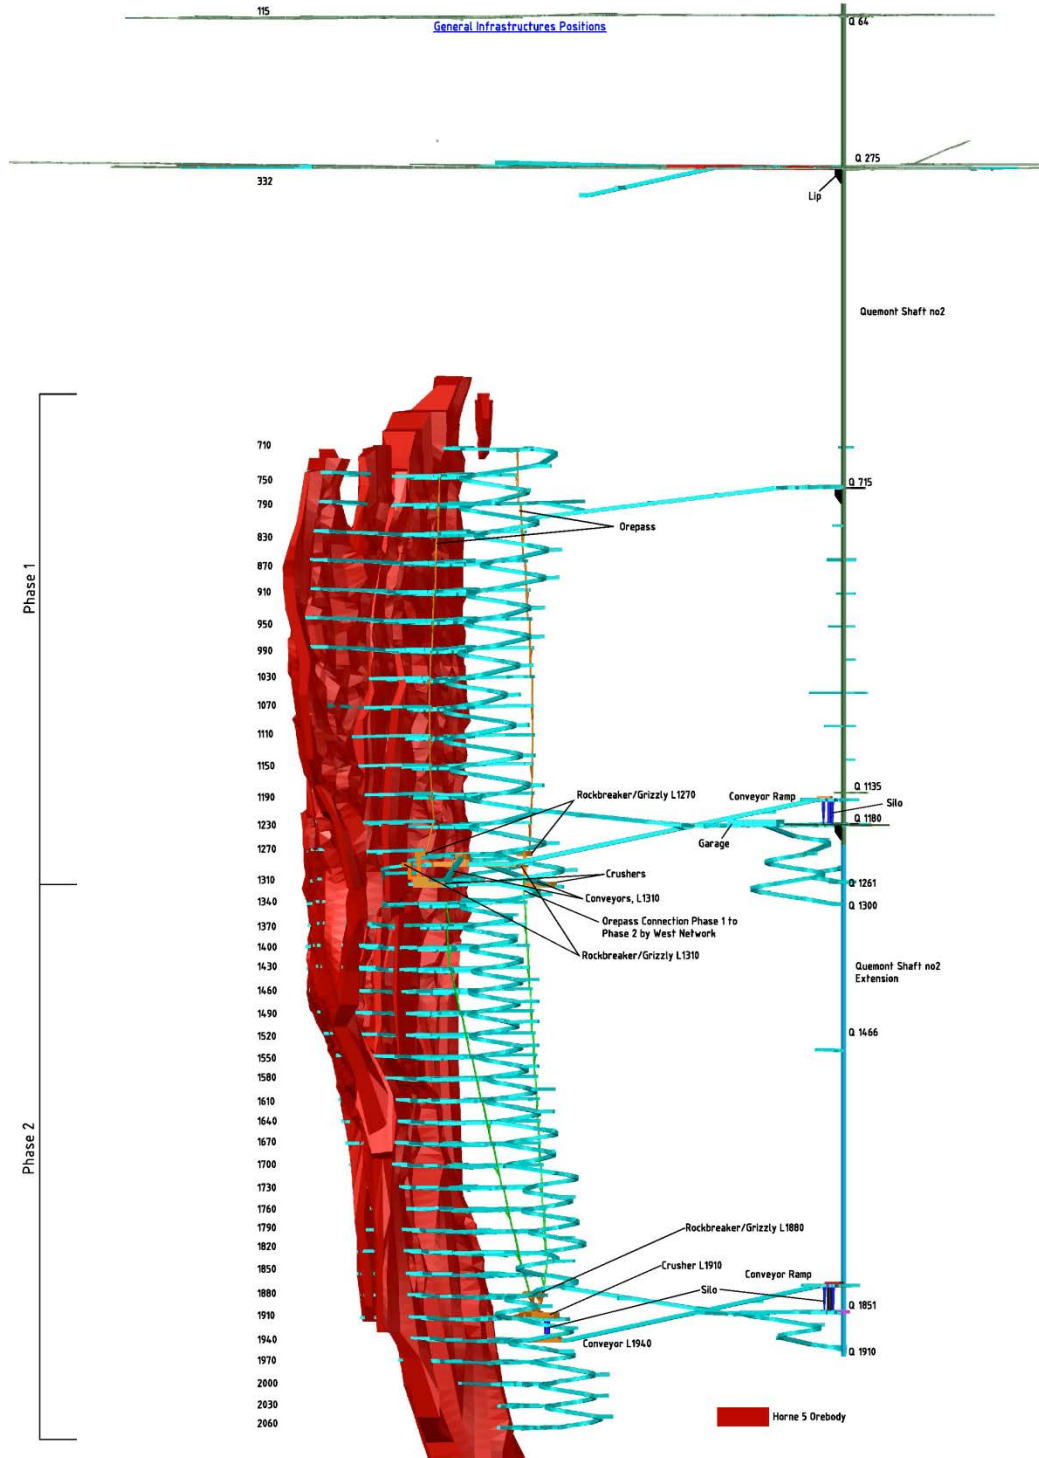 115
Q 64
General Infrastructures Positions
Q 275
332
Lip
Quemont Shaft no2
Phase 1
710
750
Q 715
790
Orepass
830
870
910
950
990
1030
1070
1110
1150
Q 1135
1190
Rockbreaker/Grizzly L1270
Conveyor Ramp
Silo
Q 1180
1230
Garage
1270
Crushers
1310
Q 1261
Conveyors, L1310
1340
Q 1300
Orepass Connection Phase 1 to
Phase 2 by West Network
1370
1400
Rockbreaker/Grizzly L1310
1430
Quemont Shaft no2
Extension
1460
1490
Q 1466
1520
1550
1580
1610
1640
Phase 2
1670
1700
1730
1760
1790
Rockbreaker/Grizzly L1880
1820
1850
Crusher L1910
Conveyor Ramp
1880
Silo
Q 1851
1910
1940
Conveyor L1940
Q 1910
1970
2000
2030
Horne 5 Orebody
2060